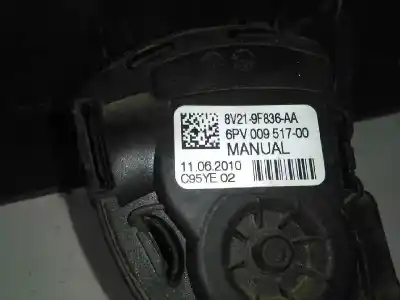 8V21-9F836-AA
6PV 009 517-00
MANUAL
11.06.2010
C95YE 02